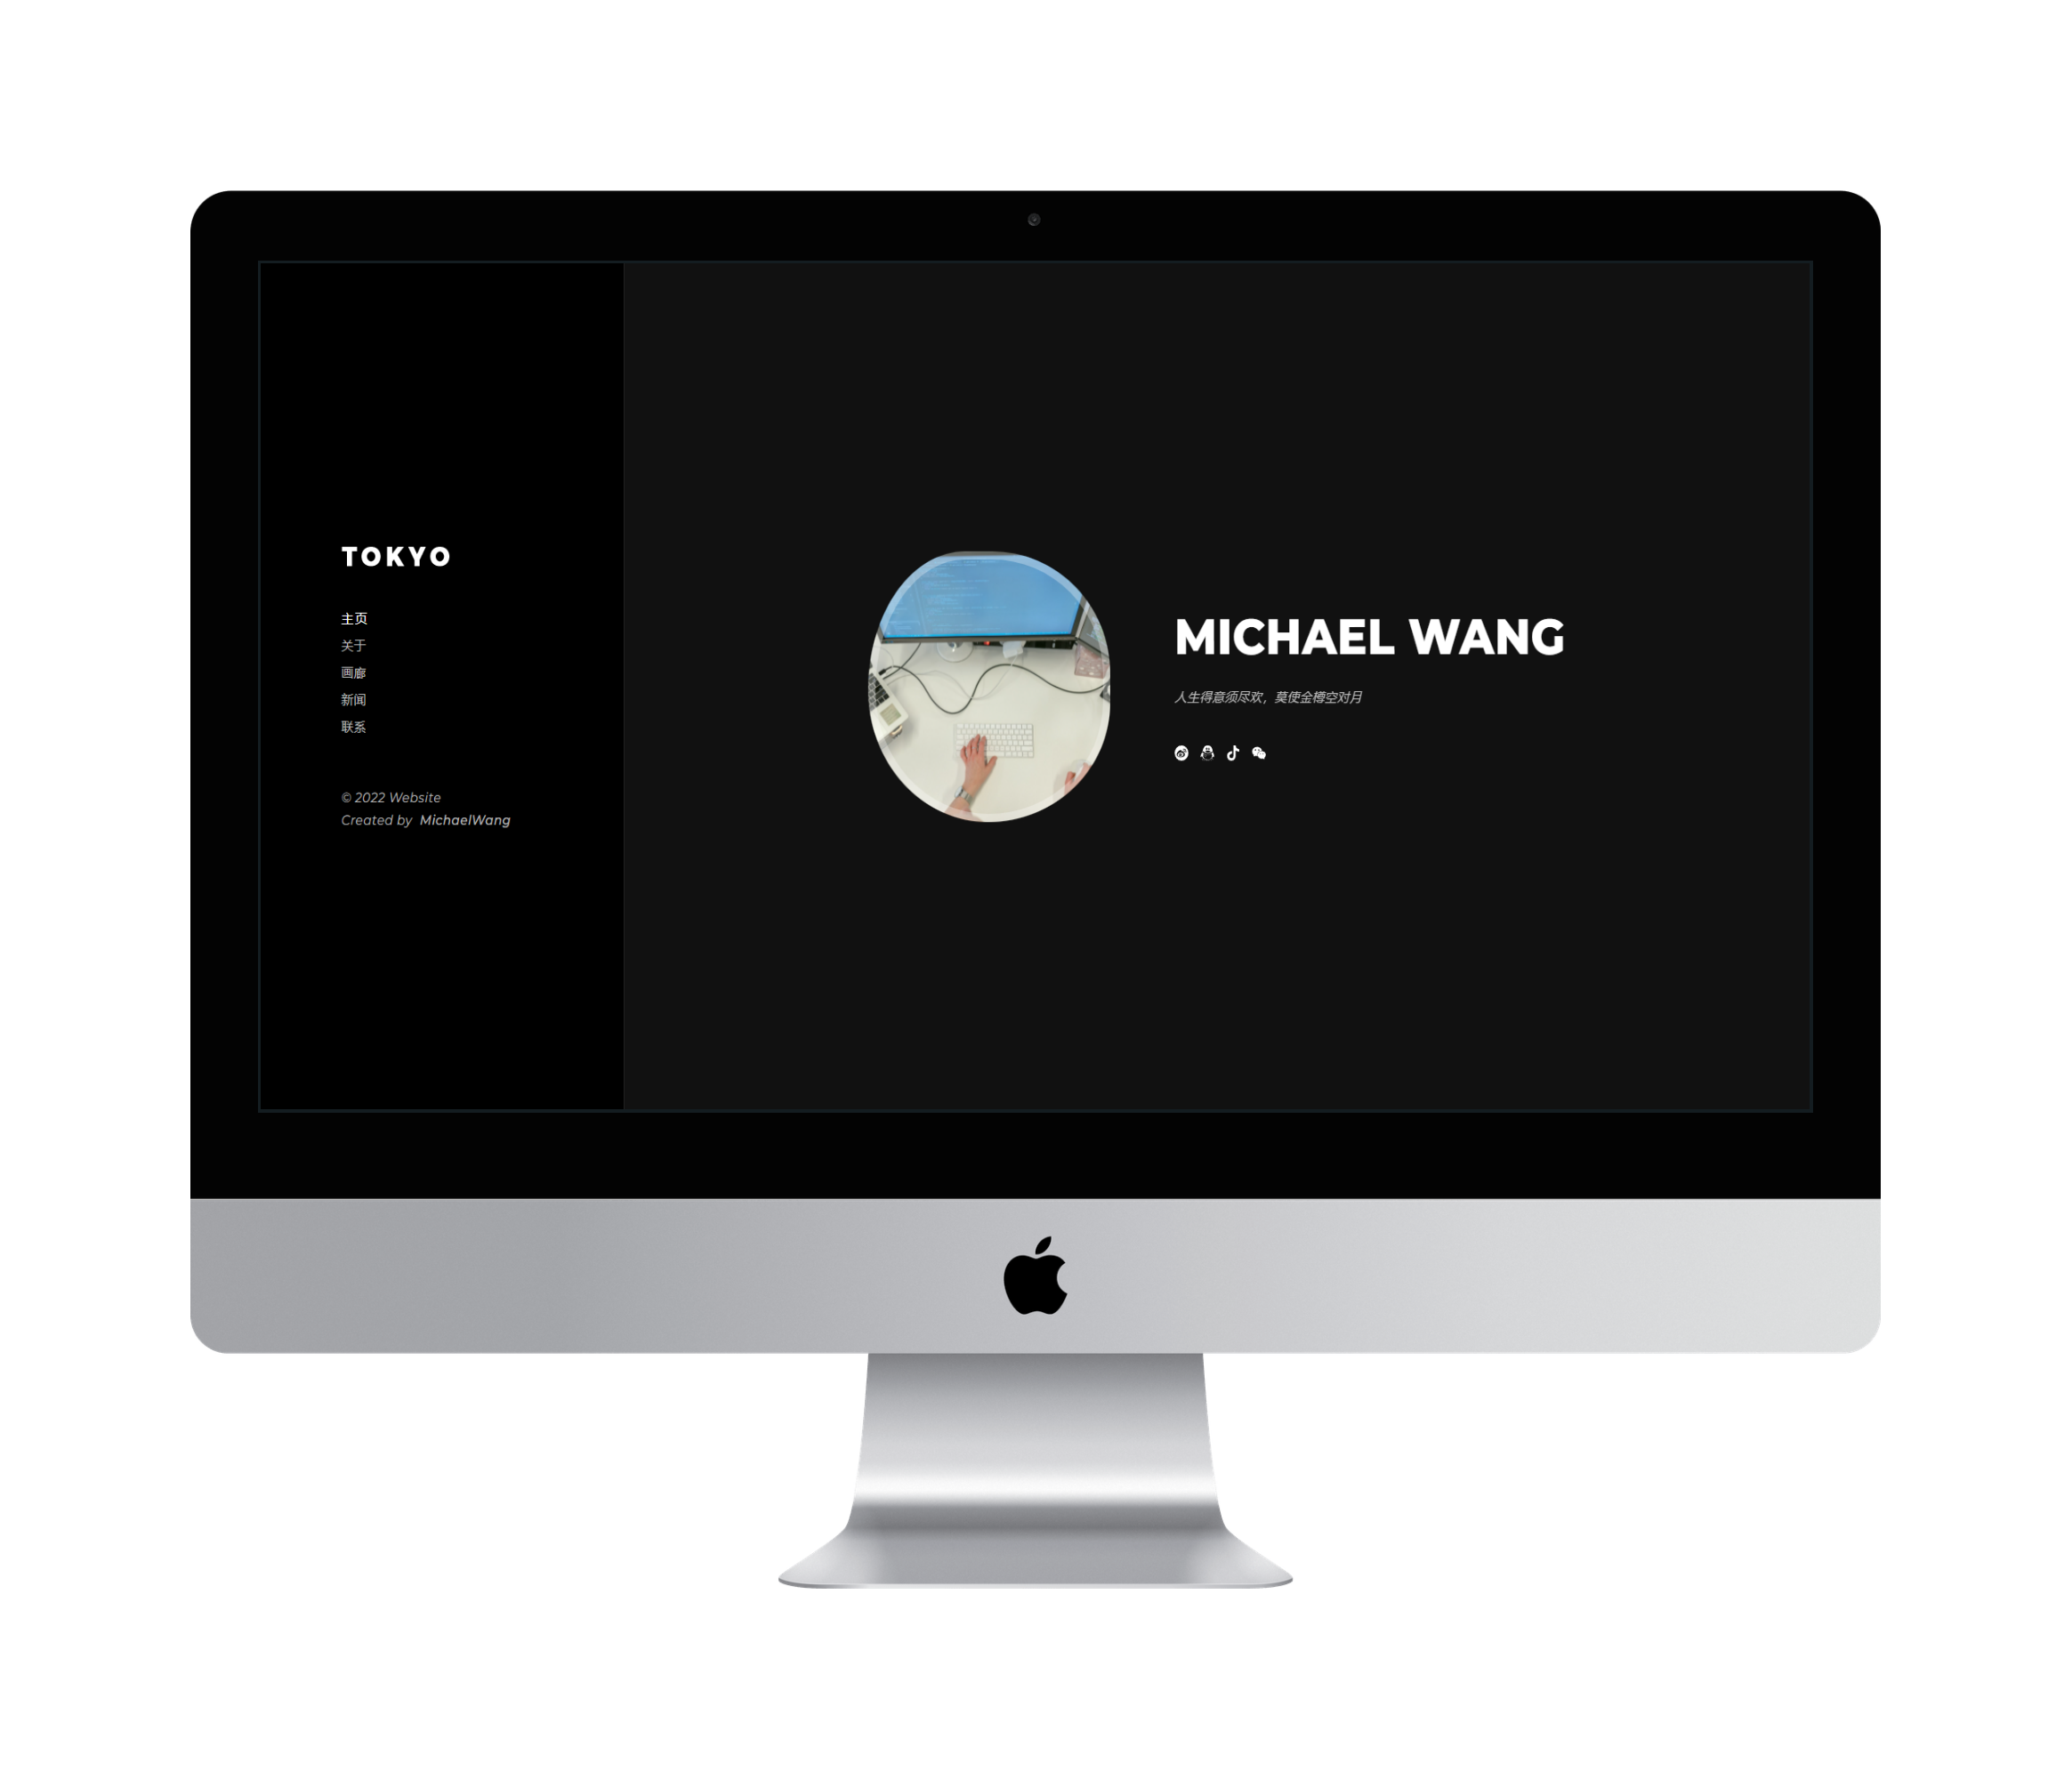 TOKYO
主页
关于
画廊
新闻
联系
© 2022 Website
Created by MichaelWang
MICHAEL WANG
人生得意须尽欢，莫使金樽空对月